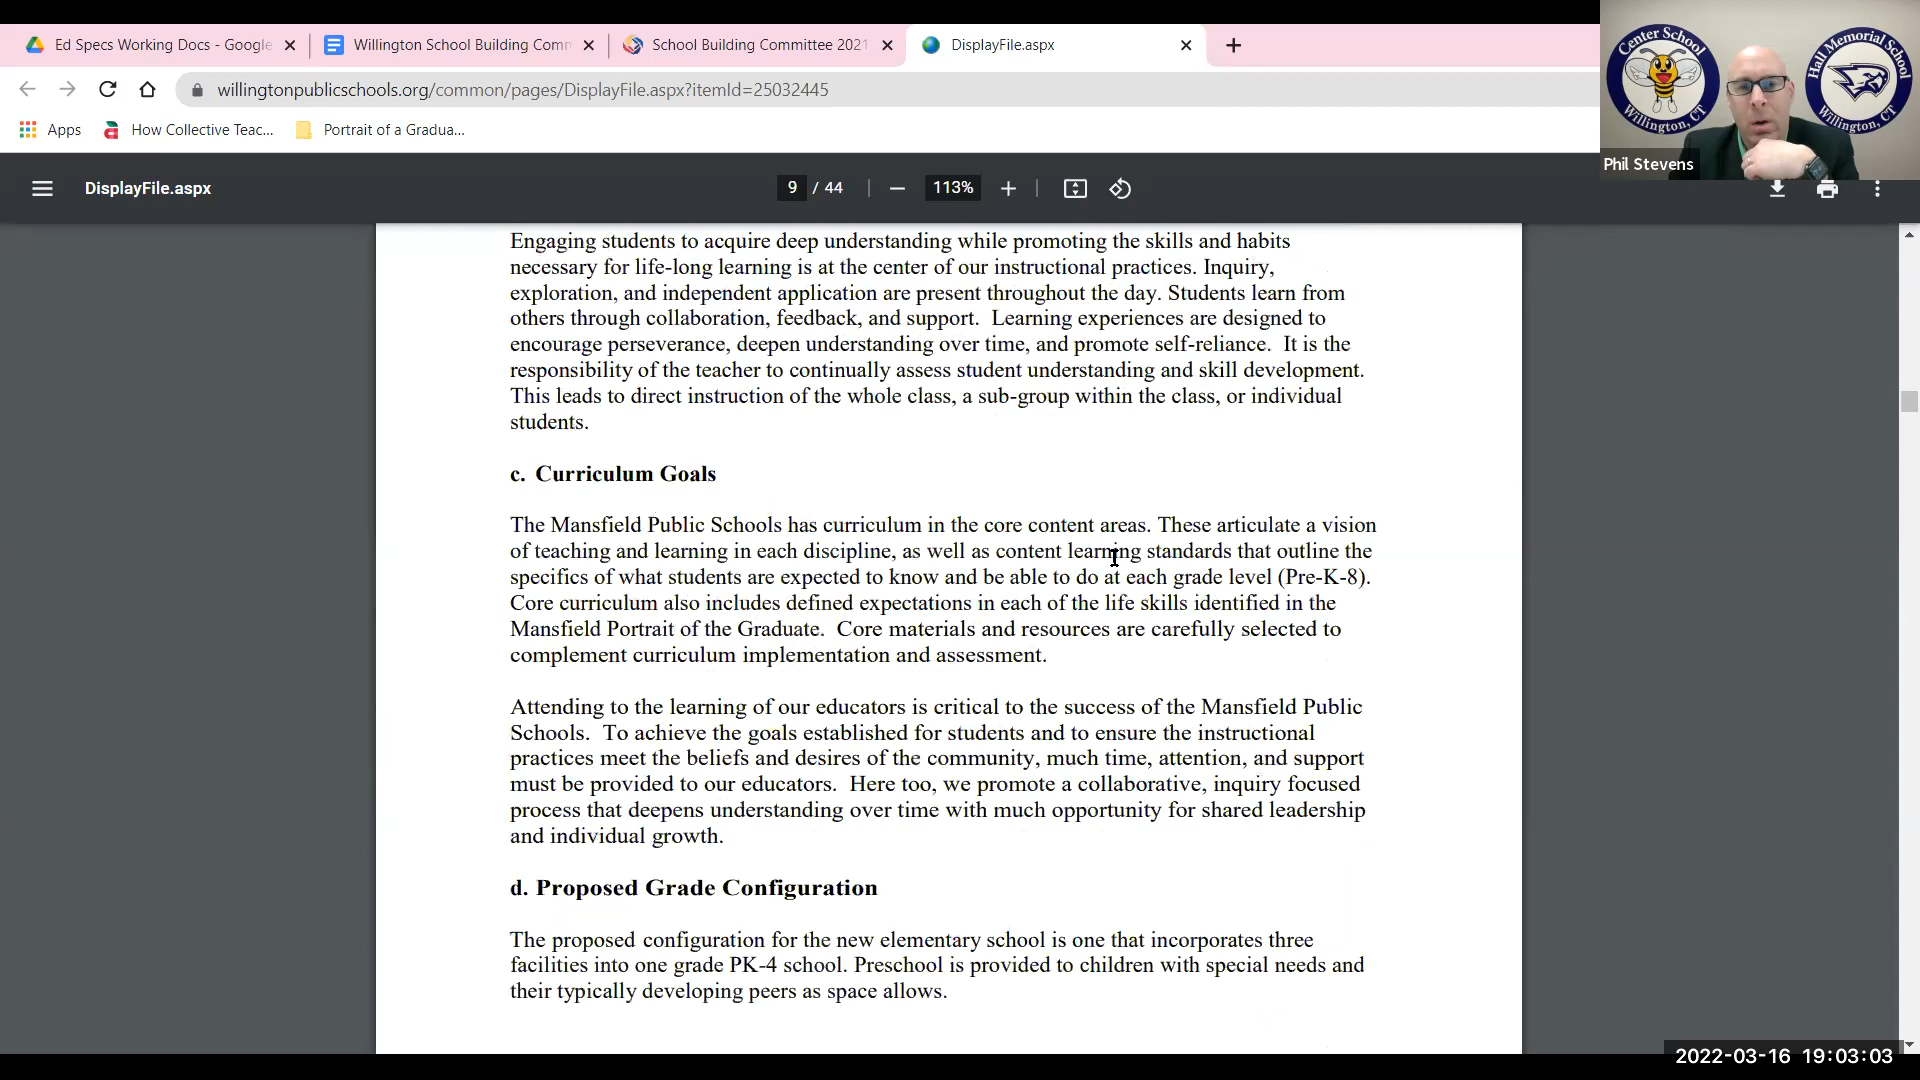 Ed Specs Working Docs - Google
Willington School Building Com
School Building Committee 2021
DisplayFile.aspx
willingtonpublicschools.org/common/pages/DisplayFile.aspx?itemId=25032445
Apps
How Collective Teac...
Portrait of a Gradua...
Center School
Willington, CT
Hall Memorial School
Willington, CT
Phil Stevens
DisplayFile.aspx
9 / 44
113%
Engaging students to acquire deep understanding while promoting the skills and habits
necessary for life-long learning is at the center of our instructional practices. Inquiry,
exploration, and independent application are present throughout the day. Students learn from
others through collaboration, feedback, and support. Learning experiences are designed to
encourage perseverance, deepen understanding over time, and promote self-reliance. It is the
responsibility of the teacher to continually assess student understanding and skill development.
This leads to direct instruction of the whole class, a sub-group within the class, or individual
students.
c. Curriculum Goals
The Mansfield Public Schools has curriculum in the core content areas. These articulate a vision
of teaching and learning in each discipline, as well as content learning standards that outline the
specifics of what students are expected to know and be able to do at each grade level (Pre-K-8).
Core curriculum also includes defined expectations in each of the life skills identified in the
Mansfield Portrait of the Graduate. Core materials and resources are carefully selected to
complement curriculum implementation and assessment.
Attending to the learning of our educators is critical to the success of the Mansfield Public
Schools. To achieve the goals established for students and to ensure the instructional
practices meet the beliefs and desires of the community, much time, attention, and support
must be provided to our educators. Here too, we promote a collaborative, inquiry focused
process that deepens understanding over time with much opportunity for shared leadership
and individual growth.
d. Proposed Grade Configuration
The proposed configuration for the new elementary school is one that incorporates three
facilities into one grade PK-4 school. Preschool is provided to children with special needs and
their typically developing peers as space allows.
2022-03-16 19:03:03